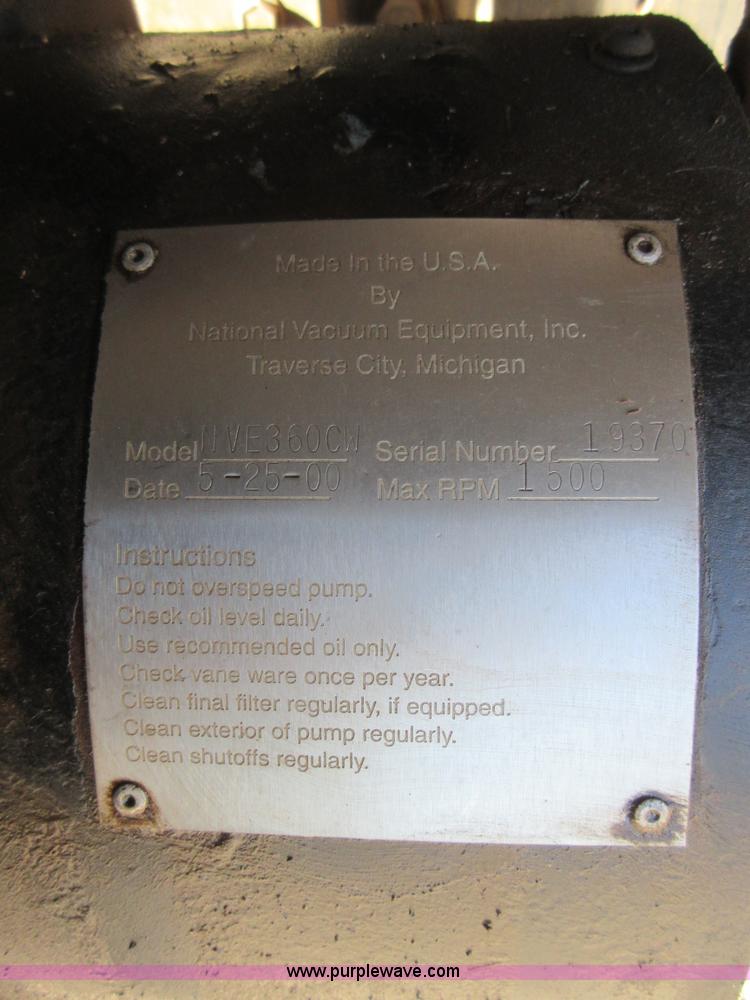 Made In the U.S.A.
By
National Vacuum Equipment, Inc.
Traverse City, Michigan
Model NVE360CW Serial Number 19370
Date 5-25-00 Max RPM 1500
Instructions
Do not overspeed pump.
Check oil level daily.
Use recommended oil only.
Check vane ware once per year.
Clean final filter regularly, if equipped.
Clean exterior of pump regularly.
Clean shutoffs regularly.
www.purplewave.com